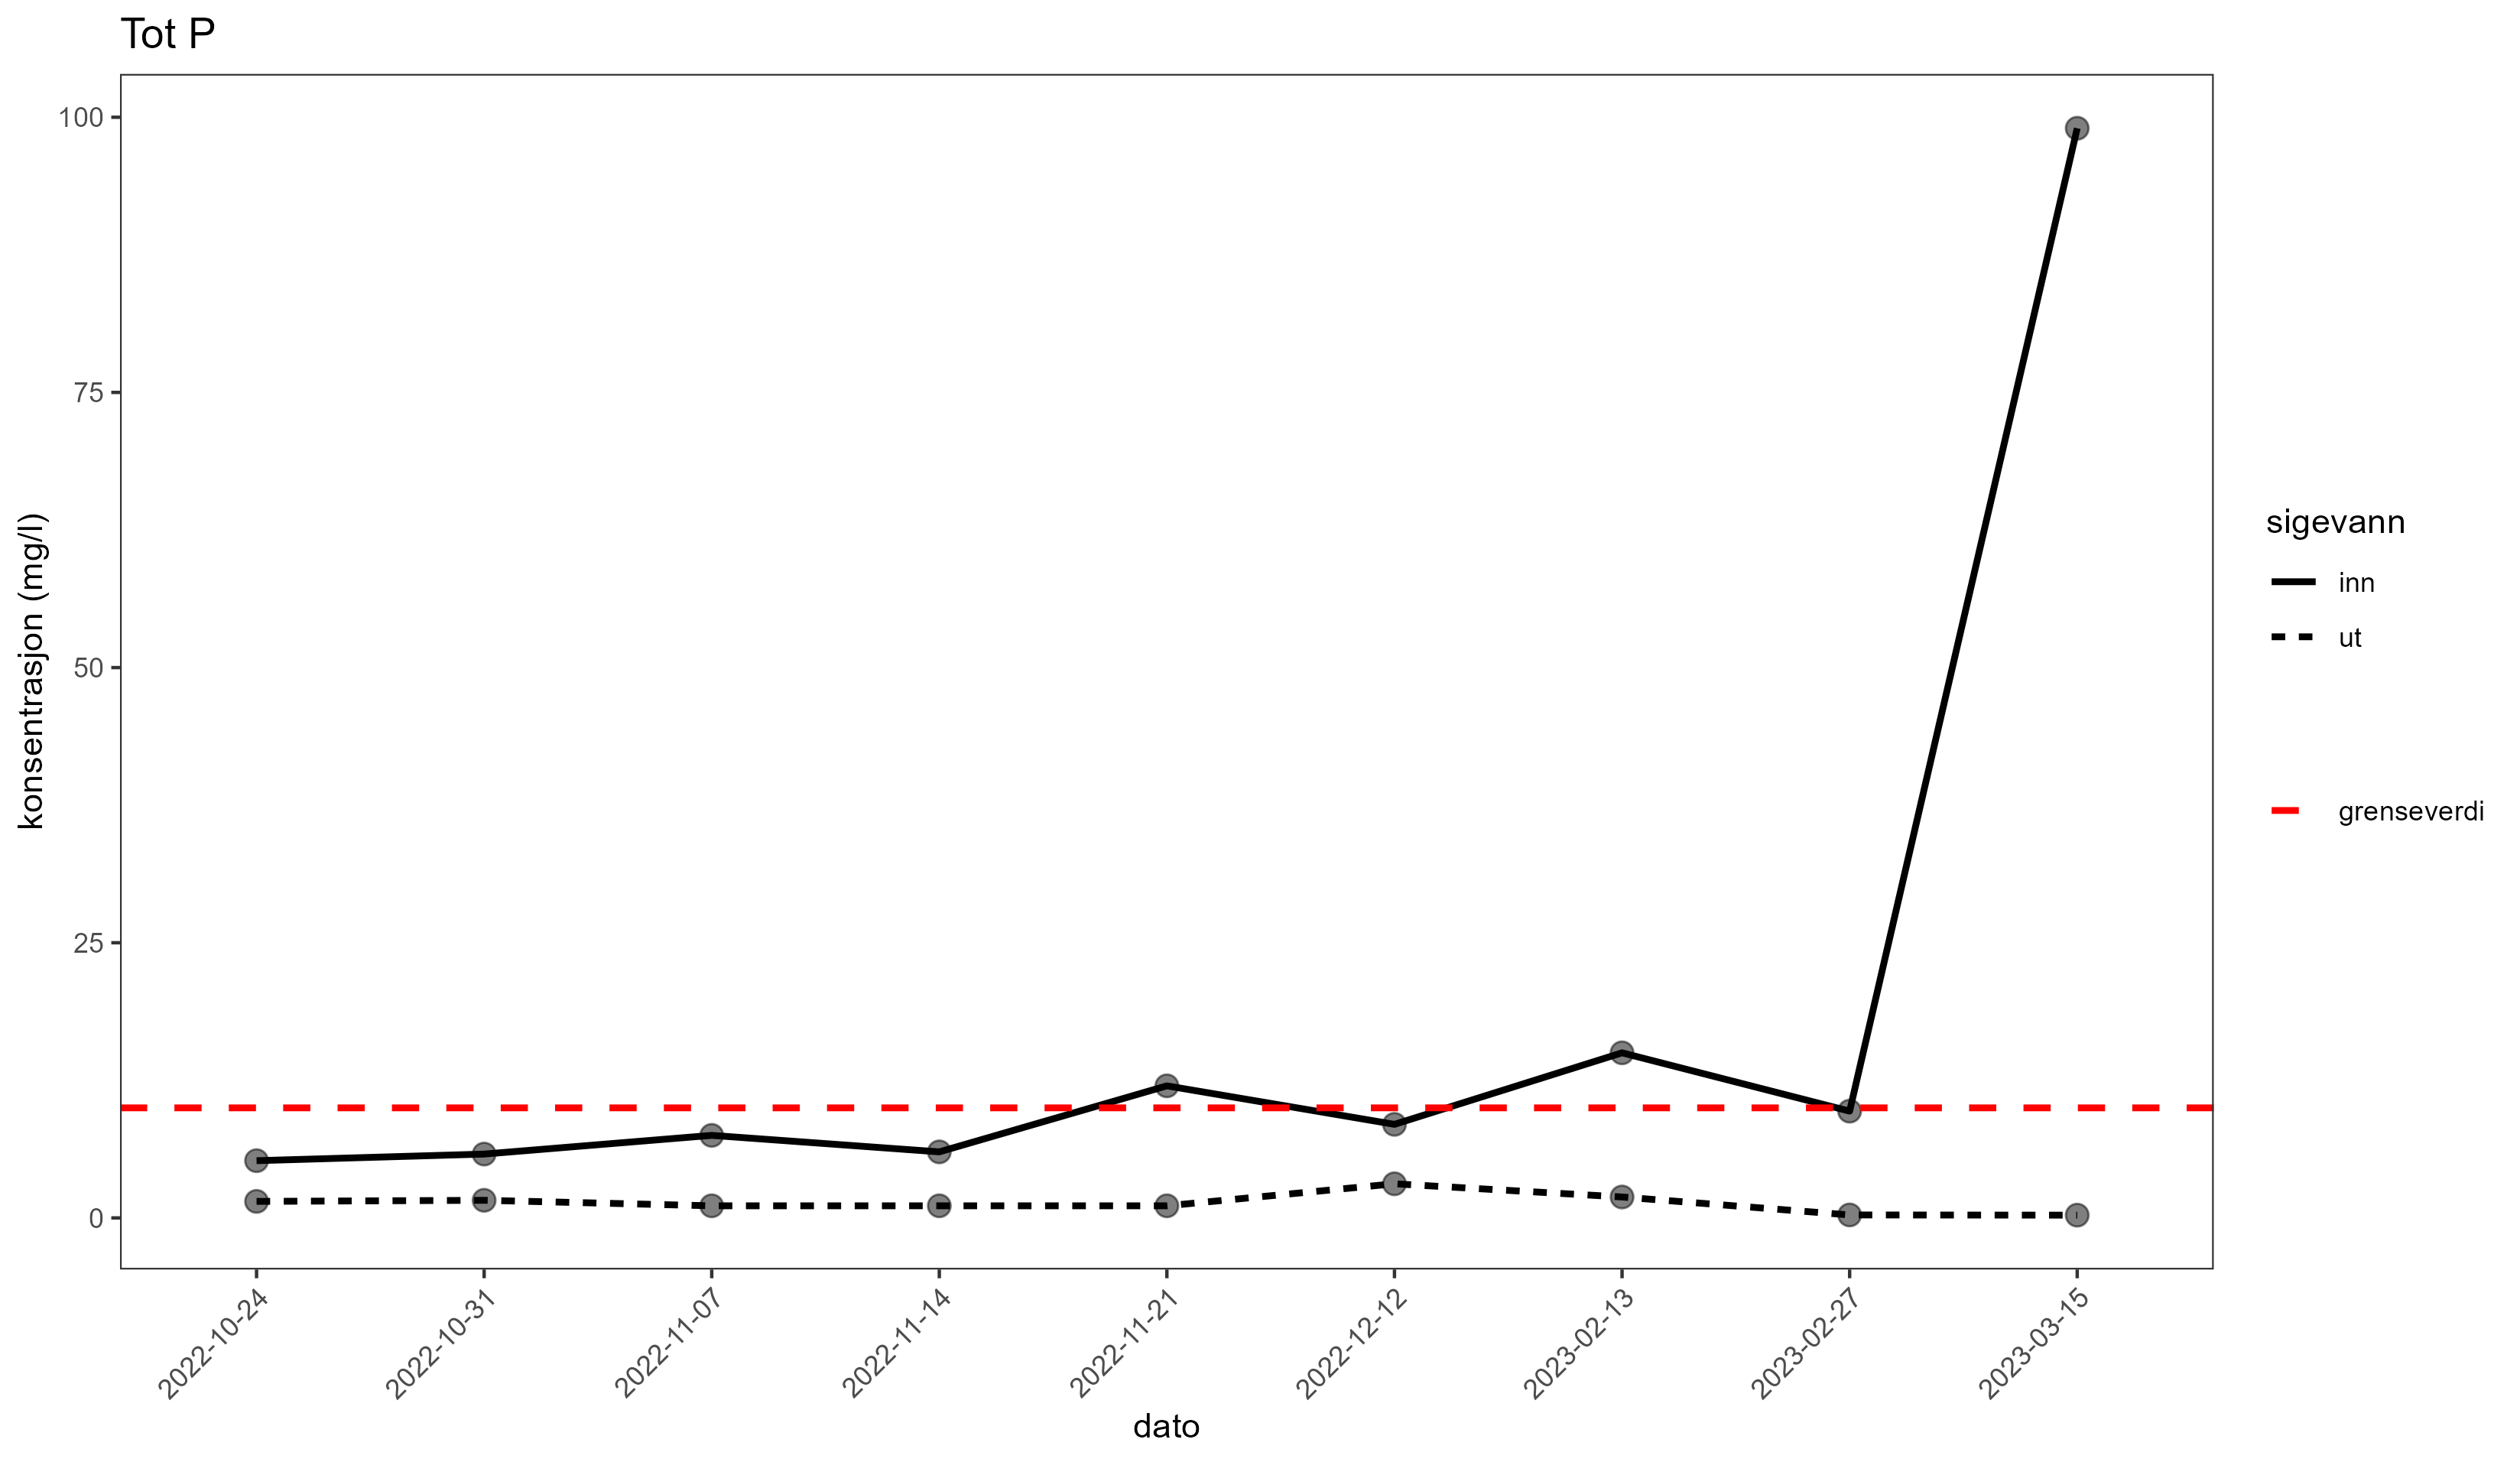 Tot P
konsentrasjon (mg/l)
100
75
50
25
0
2022-10-24
2022-10-31
2022-11-07
2022-11-14
2022-11-21
2022-12-12
2023-02-13
2023-02-27
2023-03-15
dato
sigevann
inn
ut
grenseverdi